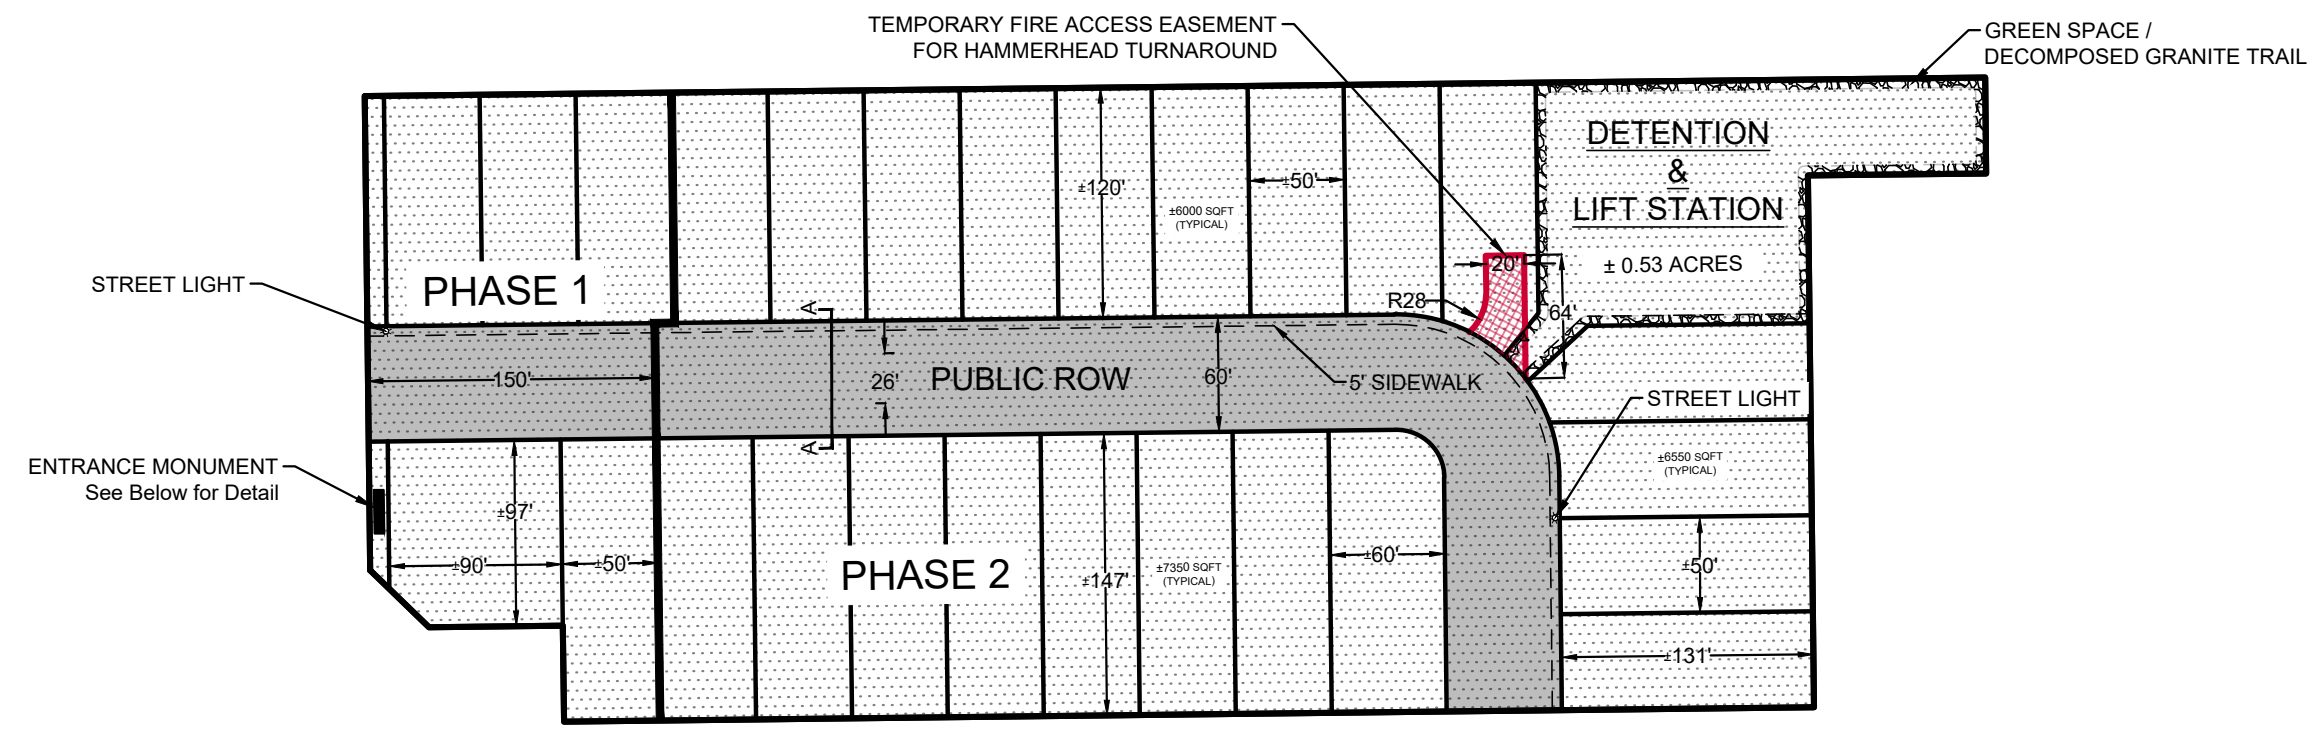 TEMPORARY FIRE ACCESS EASEMENT
FOR HAMMERHEAD TURNAROUND
GREEN SPACE /
DECOMPOSED GRANITE TRAIL
DETENTION
&
LIFT STATION
± 0.53 ACRES
±120'
±50'
±6000 SQFT
(TYPICAL)
STREET LIGHT
PHASE 1
20'
R28
64'
A
150'
26'
PUBLIC ROW
60'
5' SIDEWALK
STREET LIGHT
A
ENTRANCE MONUMENT
See Below for Detail
±97'
±90'
±50'
PHASE 2
±147'
±7350 SQFT
(TYPICAL)
±60'
±6550 SQFT
(TYPICAL)
±50'
±131'